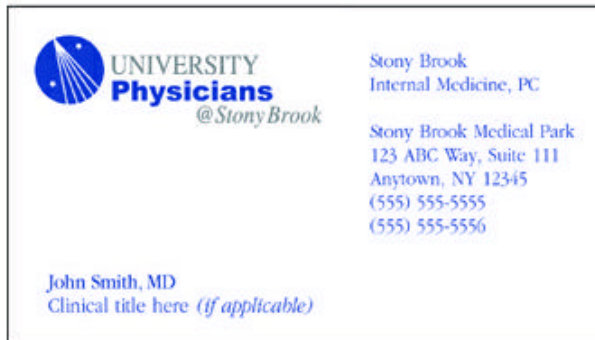 UNIVERSITY
Physicians
@StonyBrook
Stony Brook
Internal Medicine, PC
Stony Brook Medical Park
123 ABC Way, Suite 111
Anytown, NY 12345
(555) 555-5555
(555) 555-5556
John Smith, MD
Clinical title here (if applicable)